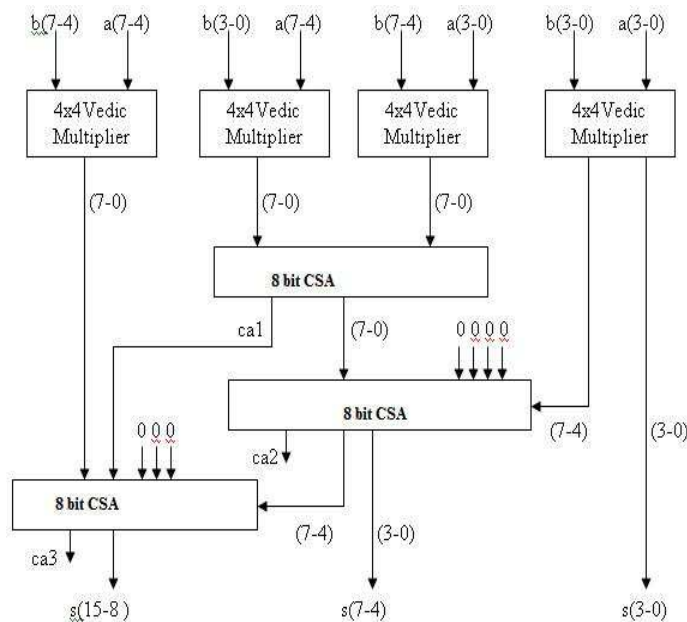 b(7-4) a(7-4) b(3-0) a(7-4) b(7-4) a(3-0) b(3-0) a(3-0)
4x4 Vedic Multiplier
4x4 Vedic Multiplier
4x4 Vedic Multiplier
4x4 Vedic Multiplier
(7-0) (7-0) (7-0)
8 bit CSA
ca1 (7-0) 0 0 0 0
8 bit CSA
(7-4) (3-0)
0 0 0
ca2
8 bit CSA
(7-4) (3-0)
ca3
s(15-8 ) s(7-4) s(3-0)